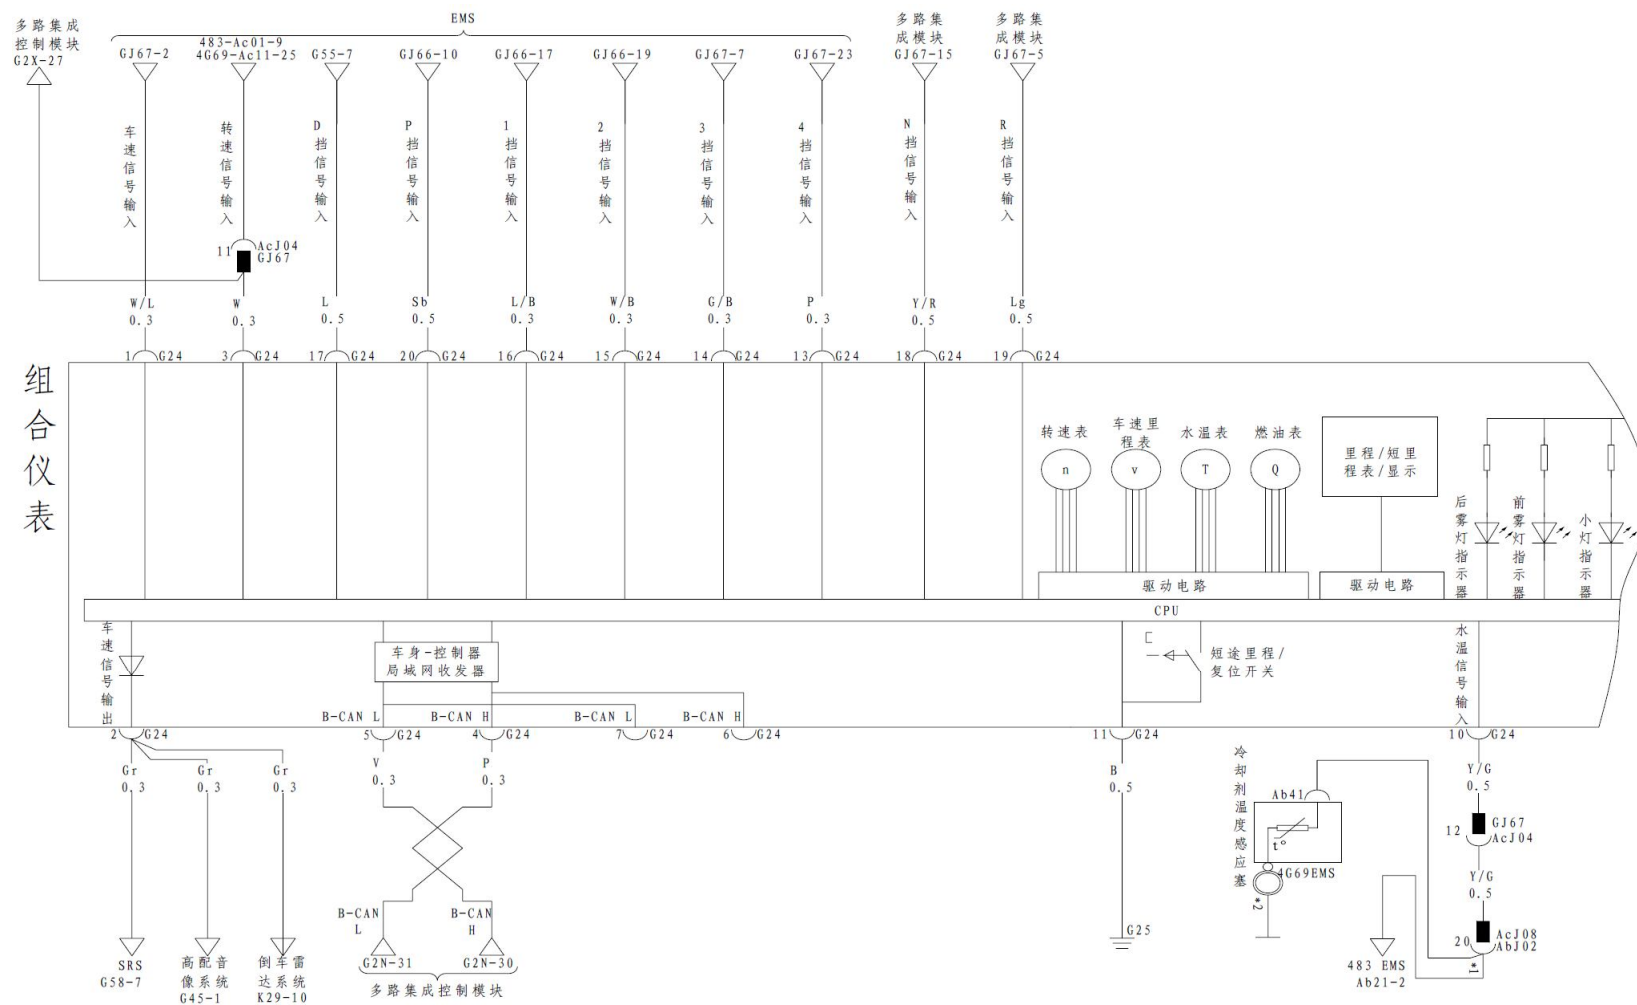 多路集成
控制模块
G2X-27
EMS
GJ67-2
483-Ac01-9
4G69-Ac11-25
G55-7
GJ66-10
GJ66-17
GJ66-19
GJ67-7
GJ67-23
多路集
成模块
GJ67-15
多路集
成模块
GJ67-5
车速信号输入
转速信号输入
D挡信号输入
P挡信号输入
1挡信号输入
2挡信号输入
3挡信号输入
4挡信号输入
N挡信号输入
R挡信号输入
11
AcJ04
GJ67
W/L
0.3
W
0.3
L
0.5
Sb
0.5
L/B
0.3
W/B
0.3
G/B
0.3
P
0.3
Y/R
0.5
Lg
0.5
1 G24
3 G24
17 G24
20 G24
16 G24
15 G24
14 G24
13 G24
18 G24
19 G24
组合仪表
转速表
n
车速里
程表
v
水温表
T
燃油表
Q
里程/短里
程表/显示
后雾灯指示器
前雾灯指示器
小灯指示器
驱动电路
驱动电路
CPU
车速信号输出
车身-控制器
局域网收发器
短途里程/
复位开关
水温信号输入
B-CAN L
B-CAN H
B-CAN L
B-CAN H
2 G24
5 G24
4 G24
7 G24
6 G24
11 G24
10 G24
Gr
0.3
Gr
0.3
Gr
0.3
V
0.3
P
0.3
B
0.5
冷却剂温度感应塞
Ab41
t°
4G69EMS
*2
Y/G
0.5
12
GJ67
AcJ04
Y/G
0.5
20
AcJ08
AbJ02
*1
B-CAN
L
B-CAN
H
G25
SRS
G58-7
高配音
像系统
G45-1
倒车雷
达系统
K29-10
G2N-31
G2N-30
多路集成控制模块
483 EMS
Ab21-2